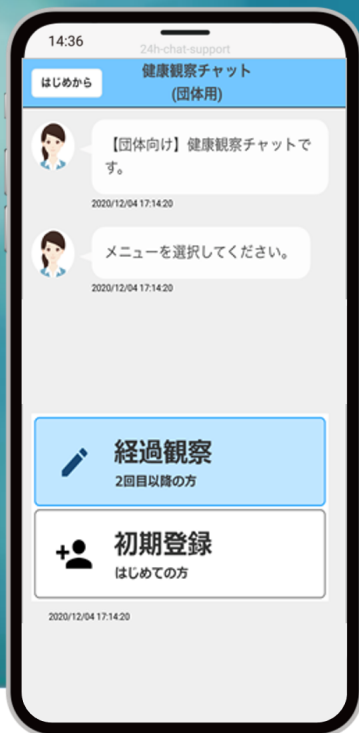 14:36
24h-chat-support
はじめから
健康観察チャット
(団体用)
【団体向け】健康観察チャットで
す。
2020/12/04 17:14:20
メニューを選択してください。
2020/12/04 17:14:20
経過観察
2回目以降の方
初期登録
はじめての方
2020/12/04 17:14:20